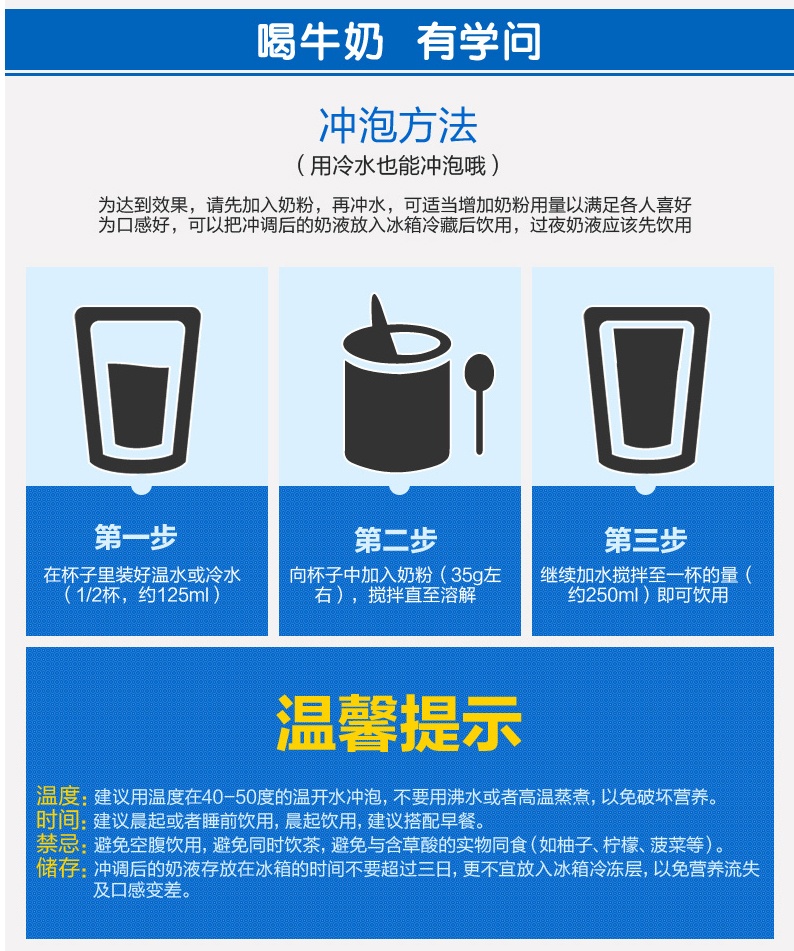 喝牛奶 有学问
冲泡方法
（用冷水也能冲泡哦）
为达到效果，请先加入奶粉，再冲水，可适当增加奶粉用量以满足各人喜好
为口感好，可以把冲调后的奶液放入冰箱冷藏后饮用，过夜奶液应该先饮用
第一步
在杯子里装好温水或冷水
（1/2杯，约125ml）
第二步
向杯子中加入奶粉（35g左
右），搅拌直至溶解
第三步
继续加水搅拌至一杯的量（
约250ml）即可饮用
温馨提示
温度：建议用温度在40-50度的温开水冲泡，不要用沸水或者高温蒸煮，以免破坏营养。
时间：建议晨起或者睡前饮用，晨起饮用，建议搭配早餐。
禁忌：避免空腹饮用，避免同时饮茶，避免与含草酸的实物同食（如柚子、柠檬、菠菜等）。
储存：冲调后的奶液存放在冰箱的时间不要超过三日，更不宜放入冰箱冷冻层，以免营养流失
及口感变差。